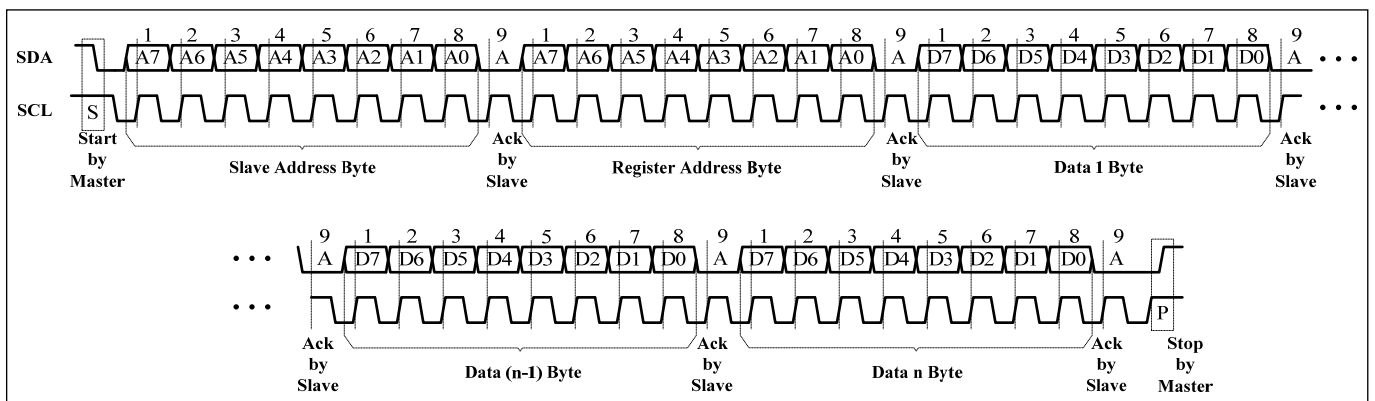 1 2 3 4 5 6 7 8 9 1 2 3 4 5 6 7 8 9 1 2 3 4 5 6 7 8 9
SDA A7 A6 A5 A4 A3 A2 A1 A0 A A7 A6 A5 A4 A3 A2 A1 A0 A D7 D6 D5 D4 D3 D2 D1 D0 A • • •
SCL S • • •
Start by Master
Slave Address Byte
Ack by Slave
Register Address Byte
Ack by Slave
Data 1 Byte
Ack by Slave
9 1 2 3 4 5 6 7 8 9 1 2 3 4 5 6 7 8 9
• • • A D7 D6 D5 D4 D3 D2 D1 D0 A D7 D6 D5 D4 D3 D2 D1 D0 A
• • • P
Ack by Slave
Data (n-1) Byte
Ack by Slave
Data n Byte
Ack by Slave
Stop by Master